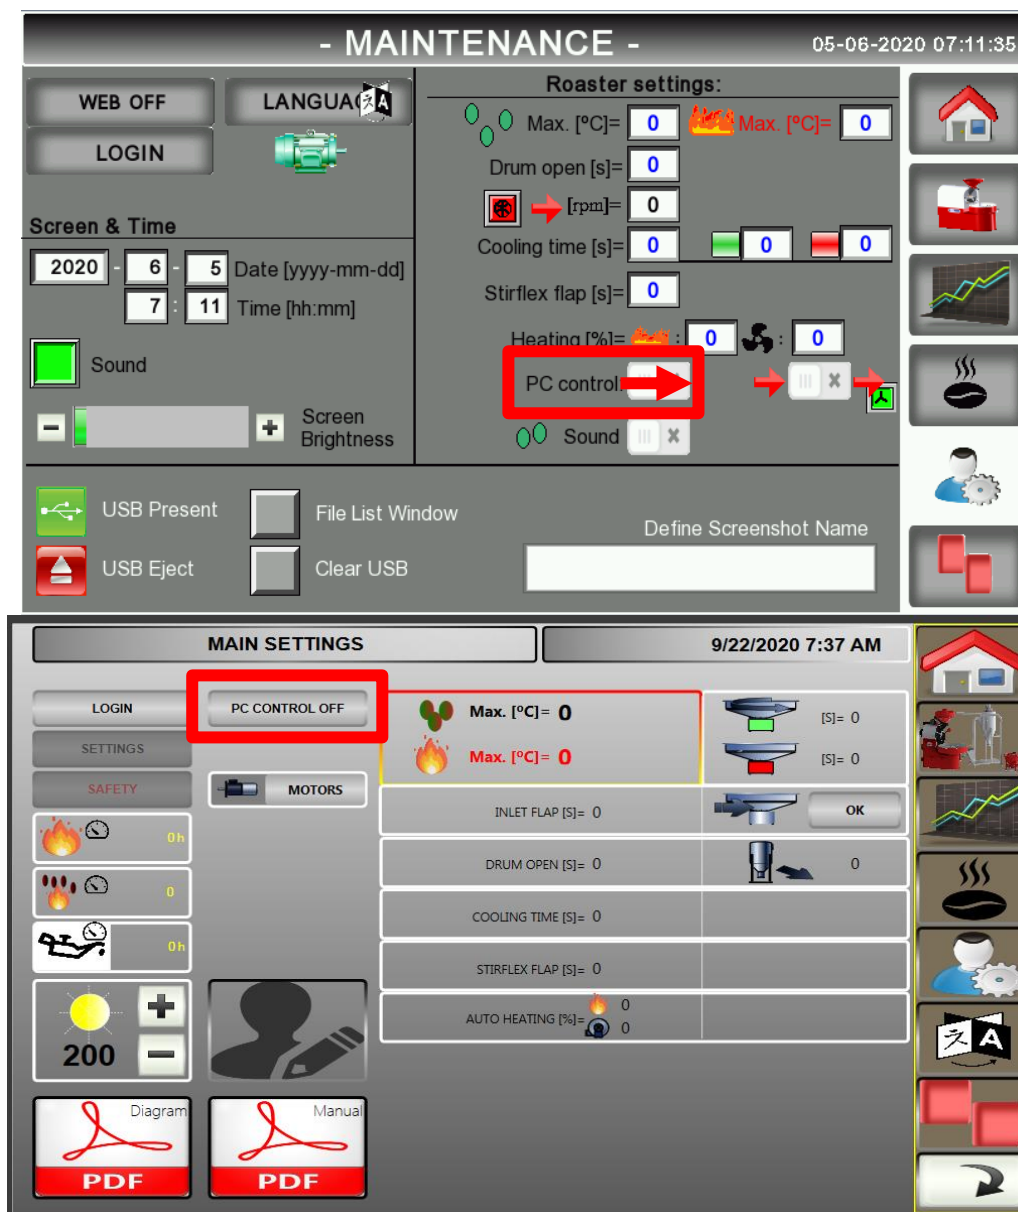 - MAINTENANCE -
05-06-2020 07:11:35
WEB OFF
LANGUAG
LOGIN
Screen & Time
2020 - 6 - 5 Date [yyyy-mm-dd]
7 : 11 Time [hh:mm]
Sound
Screen
Brightness
Roaster settings:
Max. [ºC]= 0 Max. [ºC]= 0
Drum open [s]= 0
[rpm]= 0
Cooling time [s]= 0 0 0
Stirflex flap [s]= 0
Heating [%]= : 0 : 0
PC control:
Sound
USB Present
File List Window
USB Eject
Clear USB
Define Screenshot Name
MAIN SETTINGS
9/22/2020 7:37 AM
LOGIN
PC CONTROL OFF
SETTINGS
SAFETY
MOTORS
0h
0
0h
200
Diagram
PDF
Manual
PDF
Max. [ºC]= 0
[S]= 0
Max. [ºC]= 0
[S]= 0
INLET FLAP [S]= 0
OK
DRUM OPEN [S]= 0
0
COOLING TIME [S]= 0
STIRFLEX FLAP [S]= 0
AUTO HEATING [%]= 0
0
A